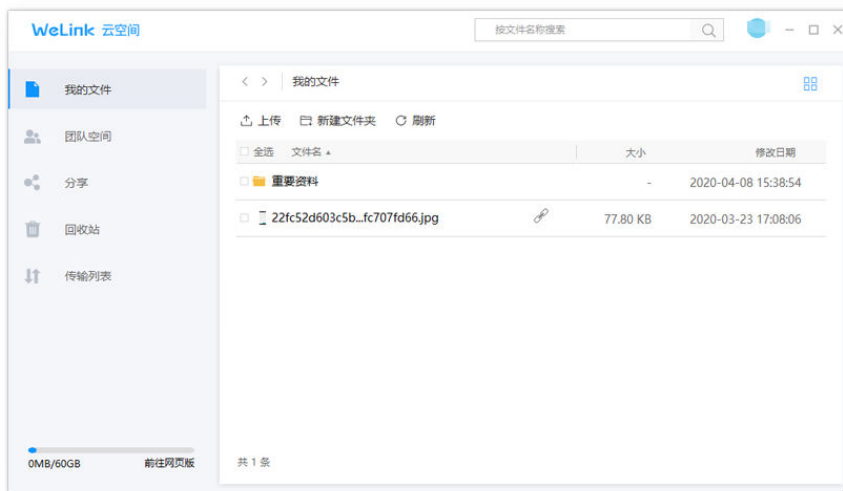 WeLink 云空间
按文件名称搜索
我的文件
团队空间
分享
回收站
传输列表
0MB/60GB 前往网页版
我的文件
上传 新建文件夹 刷新
全选 文件名 大小 修改日期
重要资料 - 2020-04-08 15:38:54
22fc52d603c5b...fc707fd66.jpg 77.80 KB 2020-03-23 17:08:06
共 1 条